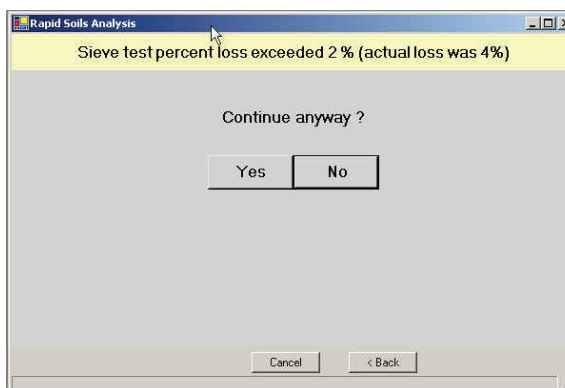 Rapid Soils Analysis
Sieve test percent loss exceeded 2 % (actual loss was 4%)
Continue anyway ?
Yes No
Cancel < Back